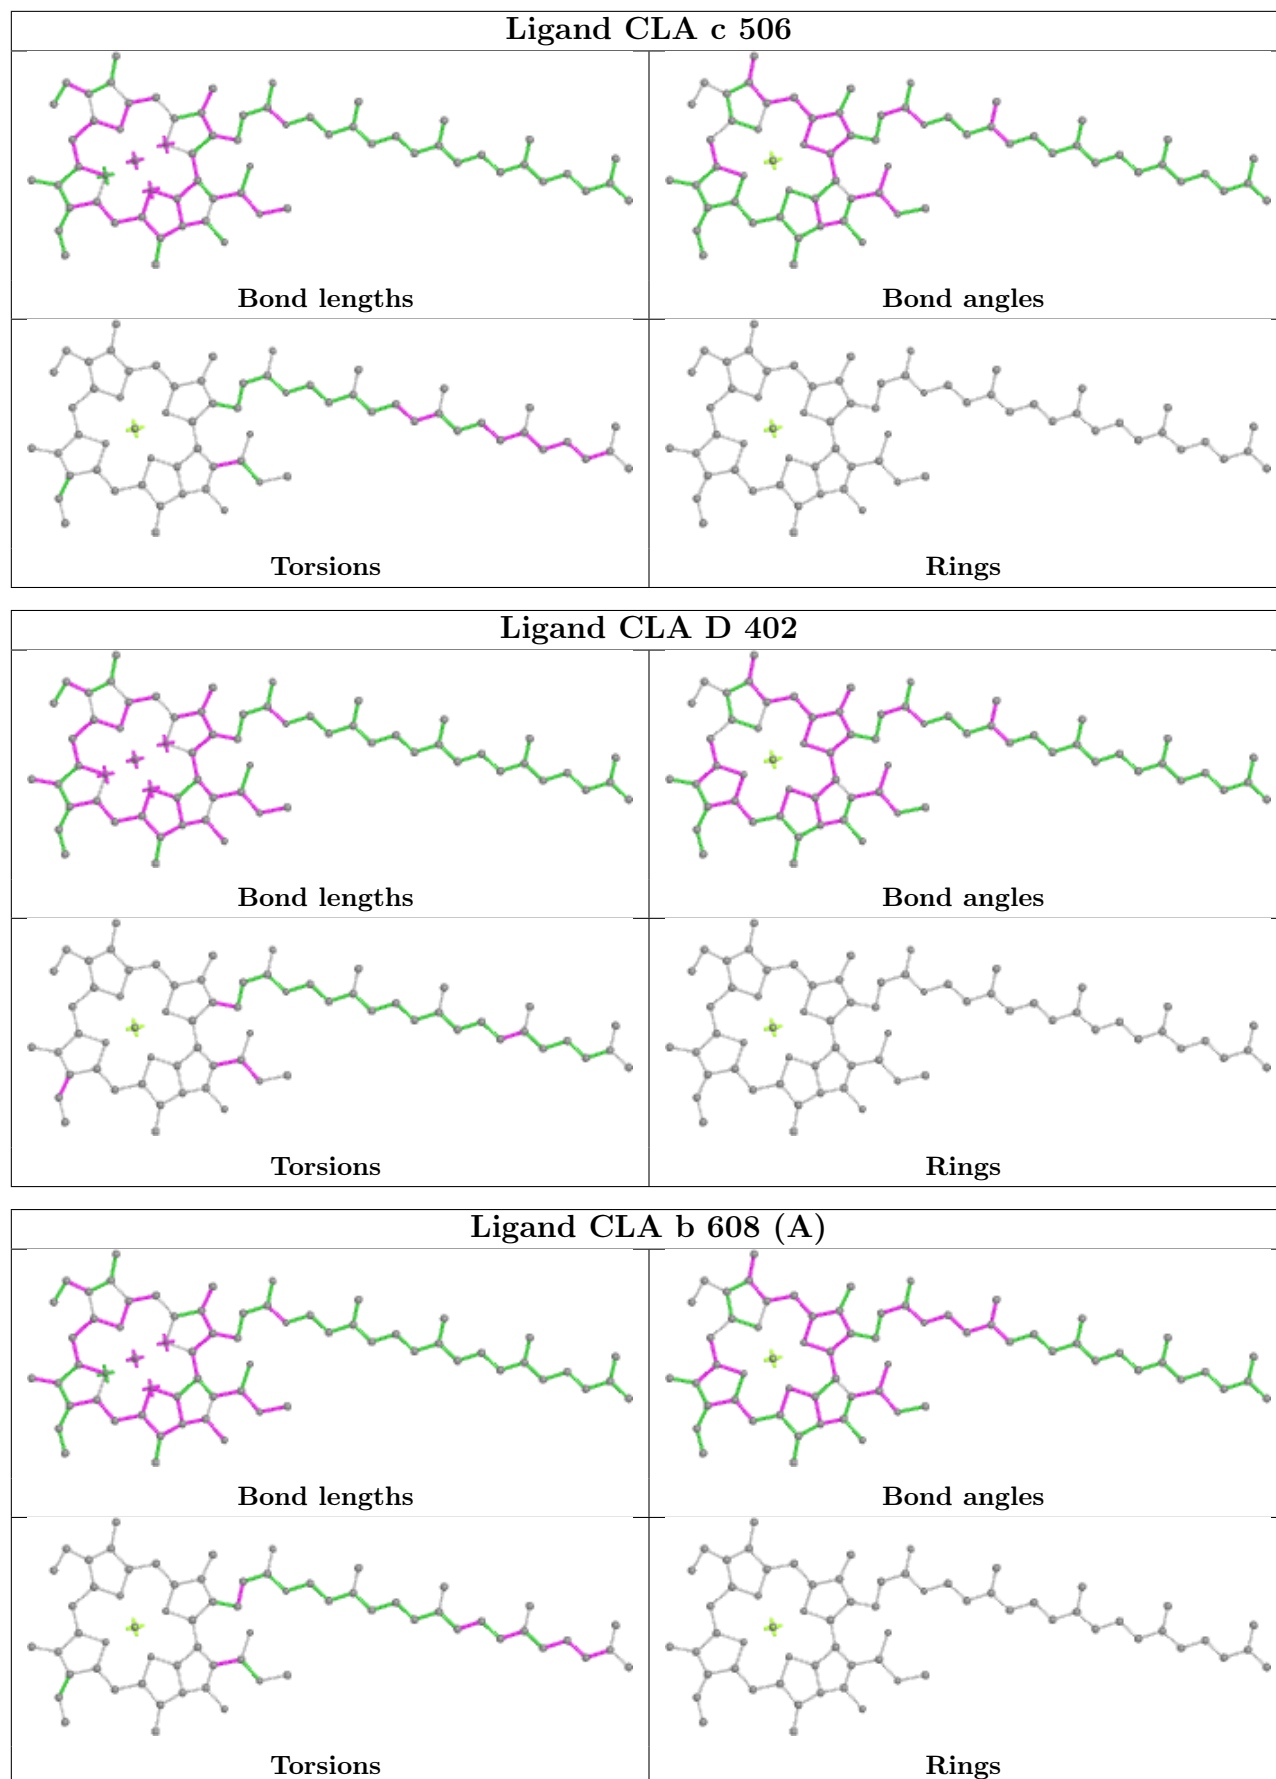 Ligand CLA c 506
Bond lengths
Bond angles
Torsions
Rings
Ligand CLA D 402
Bond lengths
Bond angles
Torsions
Rings
Ligand CLA b 608 (A)
Bond lengths
Bond angles
Torsions
Rings